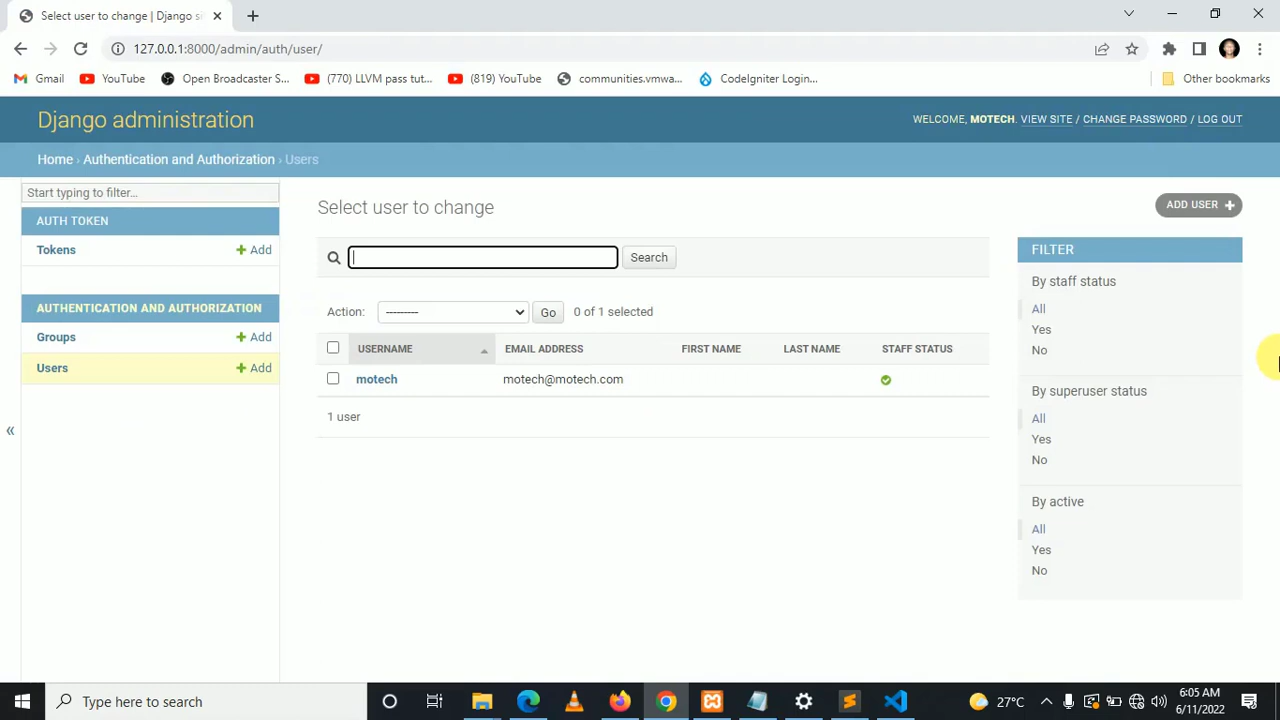 Select user to change | Django s
127.0.0.1:8000/admin/auth/user/
Gmail
YouTube
Open Broadcaster S...
(770) LLVM pass tut...
(819) YouTube
communities.vmwa...
CodeIgniter Login...
Other bookmarks
Django administration
WELCOME, MOTECH. VIEW SITE / CHANGE PASSWORD / LOG OUT
Home › Authentication and Authorization › Users
Start typing to filter...
AUTH TOKEN
Tokens + Add
AUTHENTICATION AND AUTHORIZATION
Groups + Add
Users + Add
«
Select user to change
ADD USER +
Search
Action: --------- Go 0 of 1 selected
USERNAME EMAIL ADDRESS FIRST NAME LAST NAME STAFF STATUS
motech motech@motech.com
1 user
FILTER
By staff status
All
Yes
No
By superuser status
All
Yes
No
By active
All
Yes
No
Type here to search
27°C
6:05 AM
6/11/2022